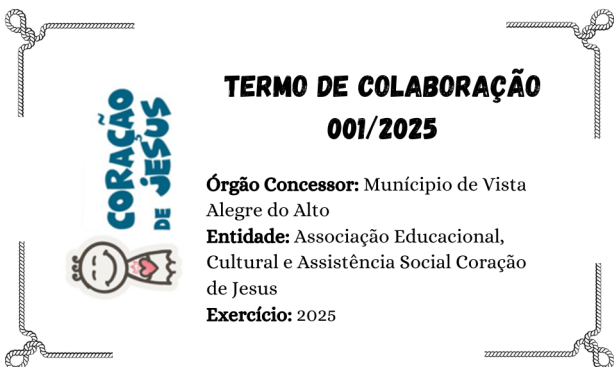 CORAÇÃO
DE JESUS
TERMO DE COLABORAÇÃO
001/2025
Órgão Concessor: Munícipio de Vista
Alegre do Alto
Entidade: Associação Educacional,
Cultural e Assistência Social Coração
de Jesus
Exercício: 2025